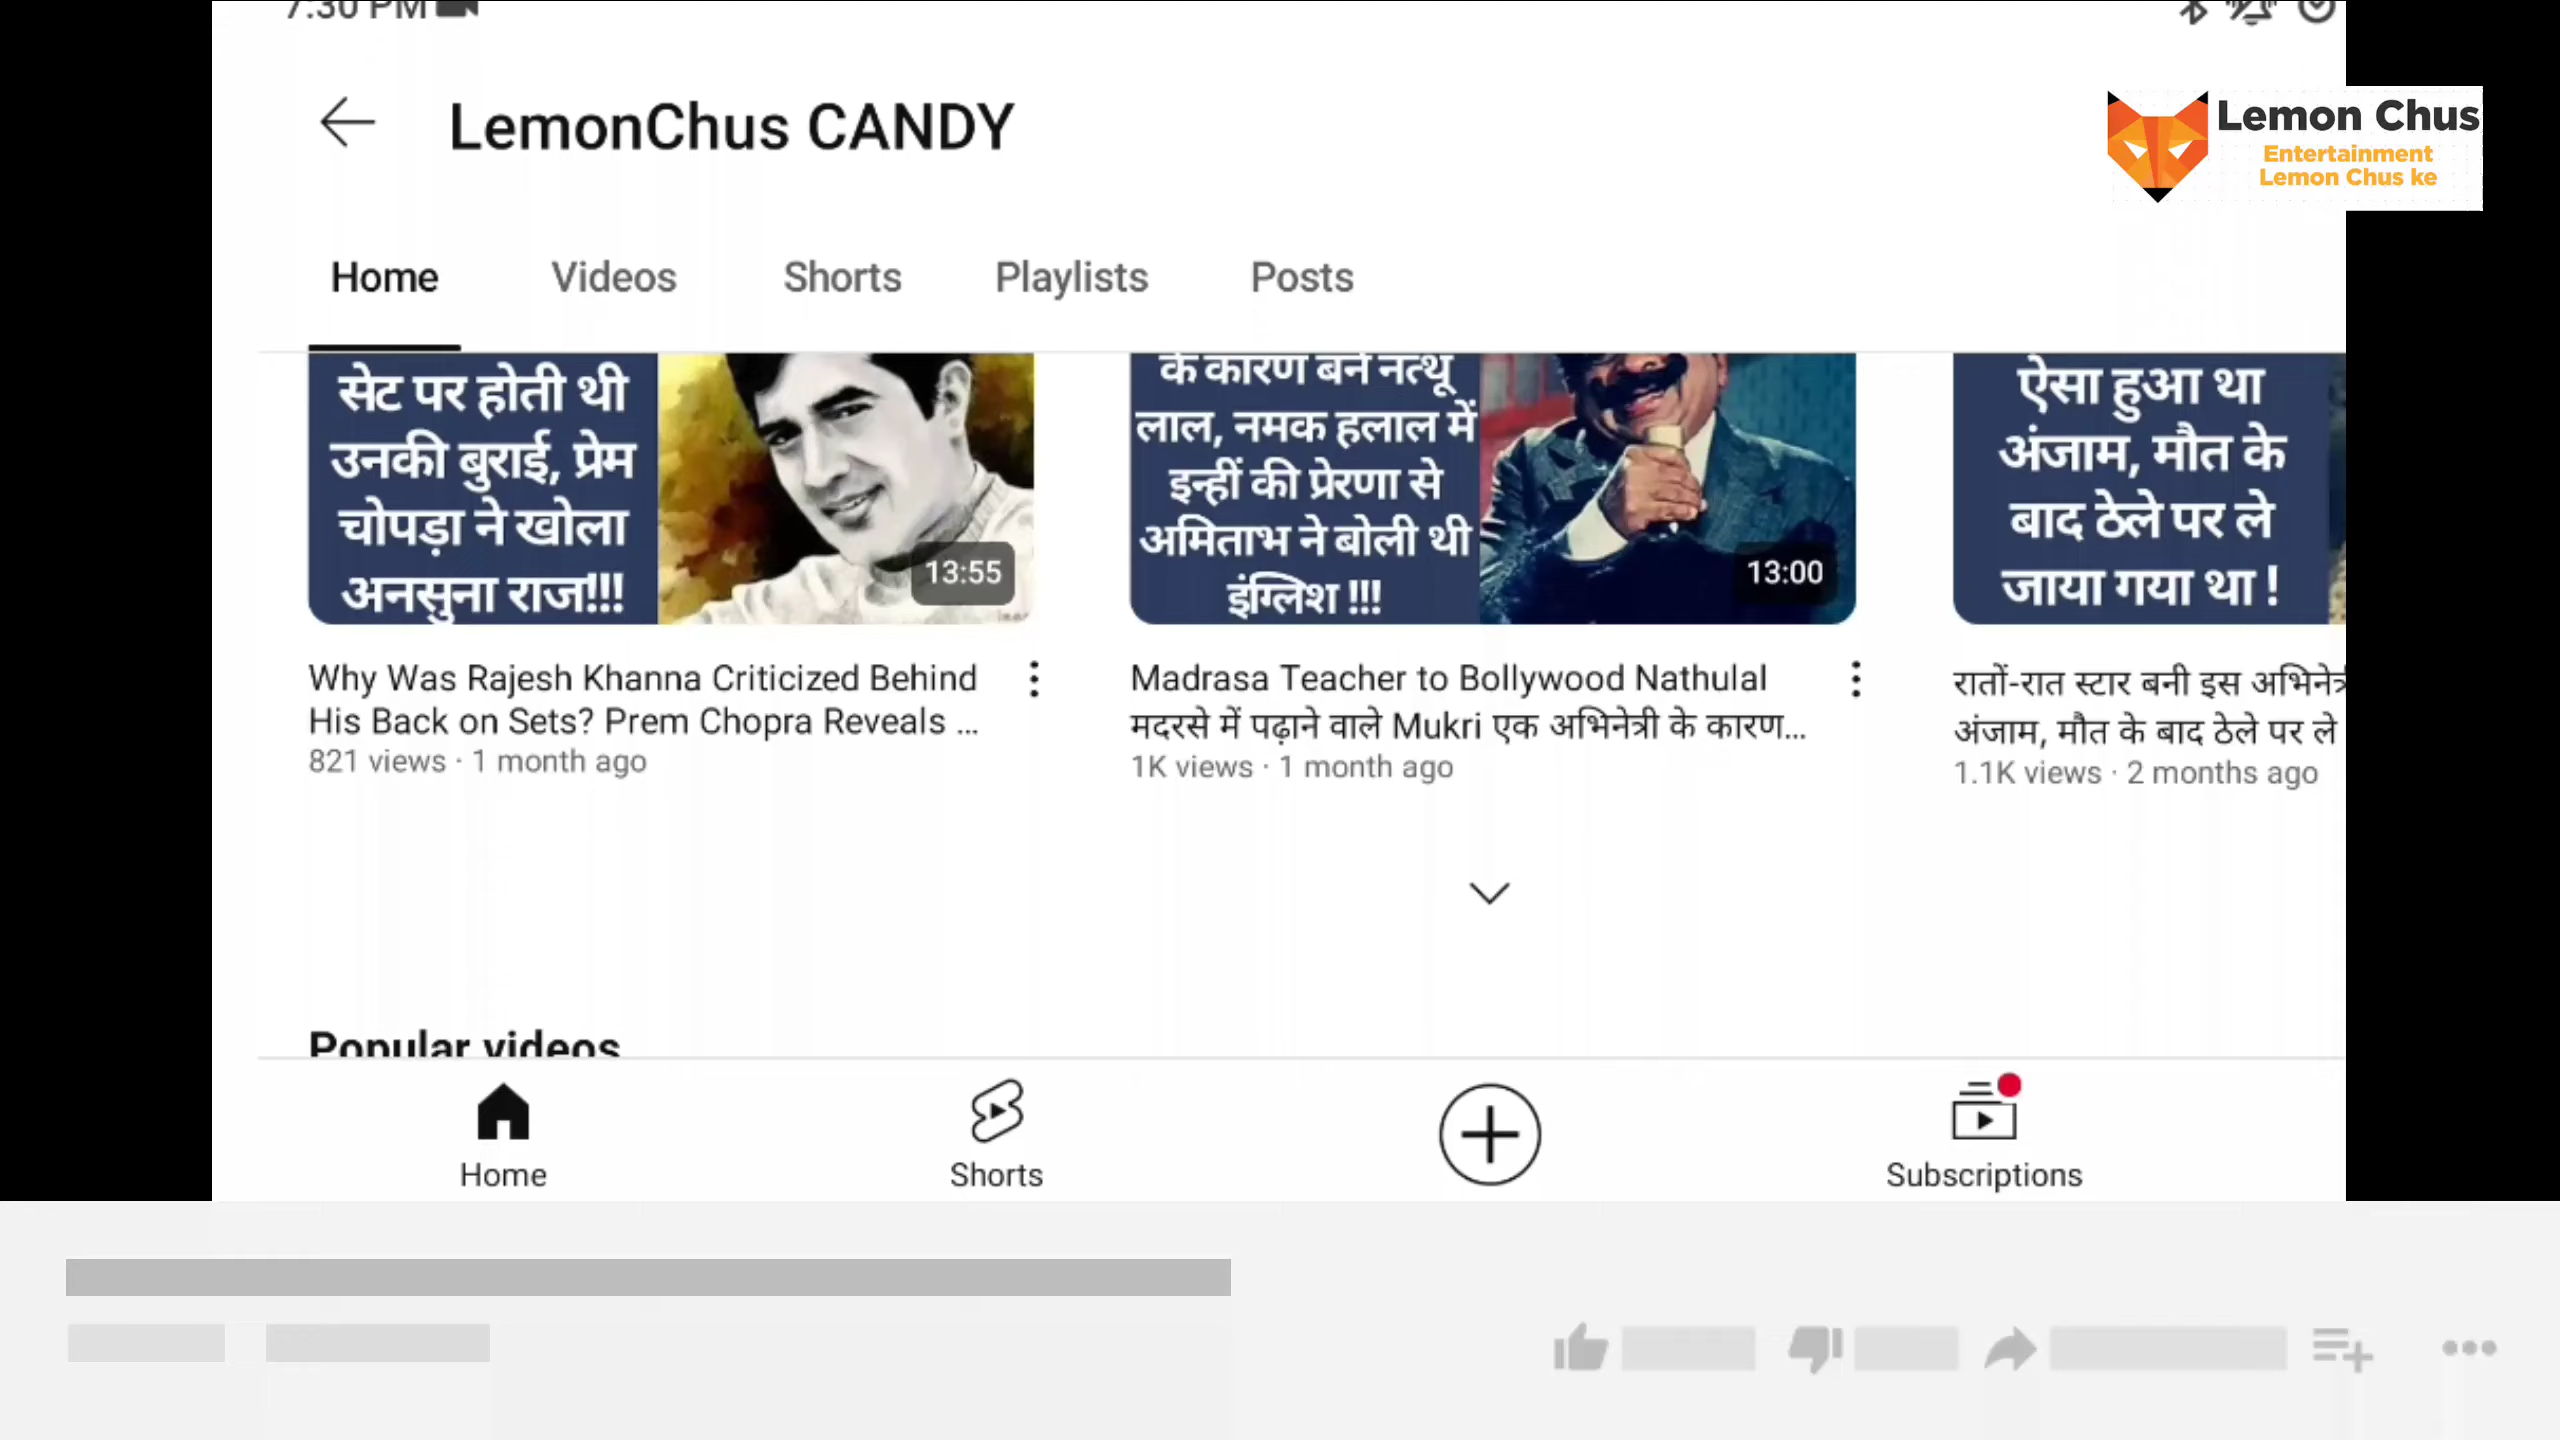 7:30 PM
LemonChus CANDY
Lemon Chus
Entertainment
Lemon Chus ke
Home
Videos
Shorts
Playlists
Posts
सेट पर होती थी
उनकी बुराई, प्रेम
चोपड़ा ने खोला
अनसुना राज!!!
13:55
के कारण बने नत्थू
लाल, नमक हलाल में
इन्हीं की प्रेरणा से
अमिताभ ने बोली थी
इंग्लिश !!!
13:00
ऐसा हुआ था
अंजाम, मौत के
बाद ठेले पर ले
जाया गया था !
Why Was Rajesh Khanna Criticized Behind
His Back on Sets? Prem Chopra Reveals ...
821 views · 1 month ago
Madrasa Teacher to Bollywood Nathulal
मदरसे में पढ़ाने वाले Mukri एक अभिनेत्री के कारण...
1K views · 1 month ago
रातों-रात स्टार बनी इस अभिनेत्री
अंजाम, मौत के बाद ठेले पर ले
1.1K views · 2 months ago
Popular videos
Home
Shorts
Subscriptions